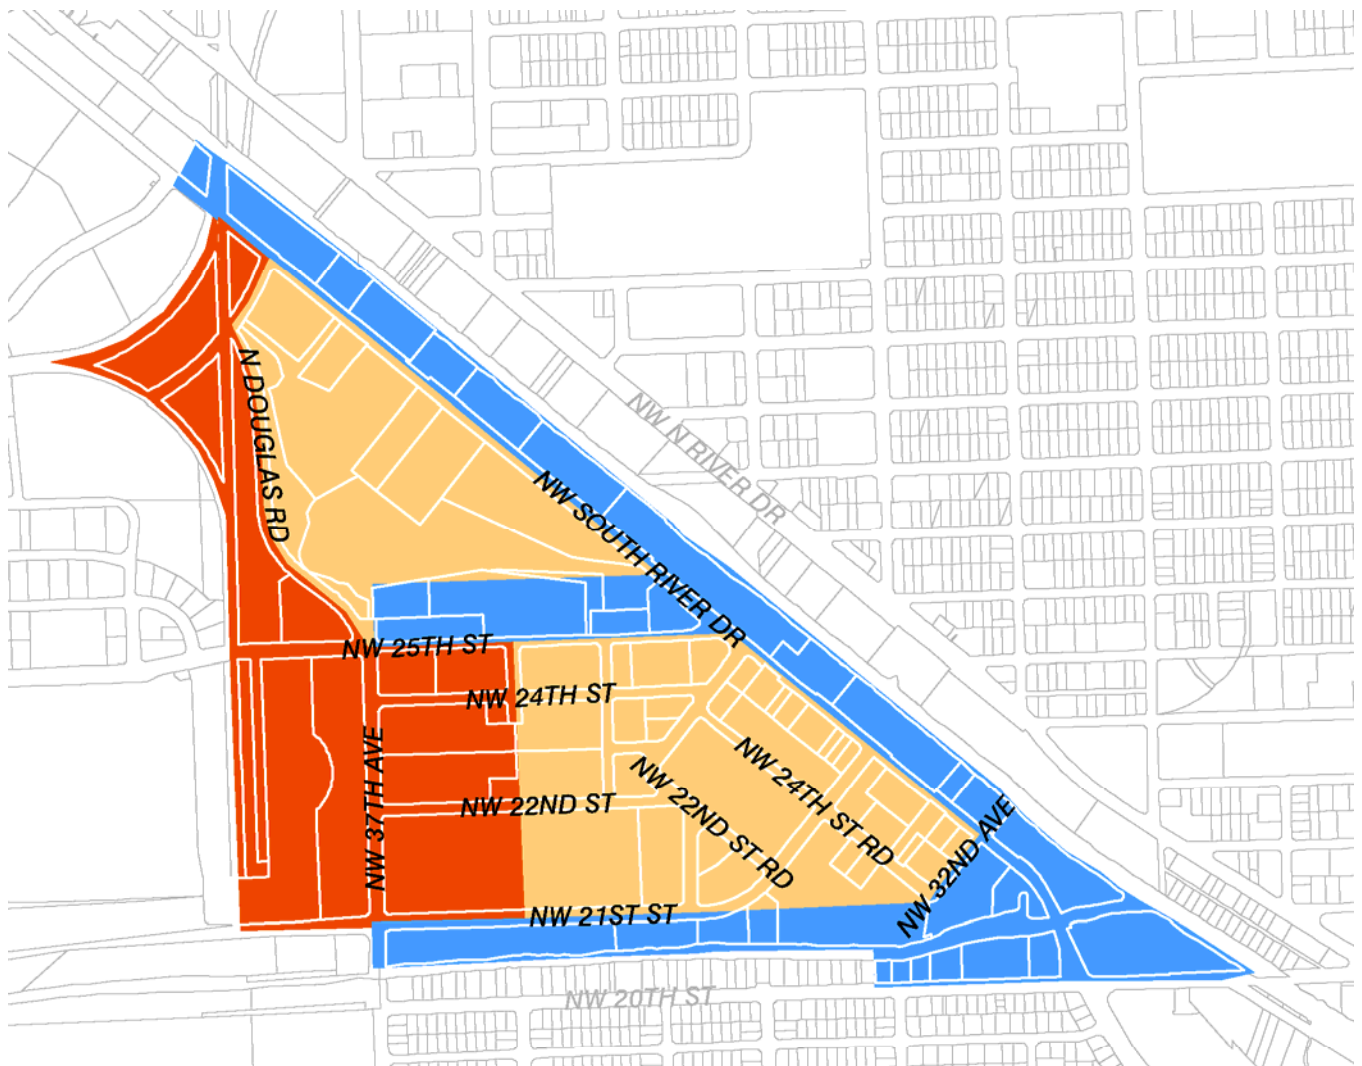 N DOUGLAS RD
NW N RIVER DR
NW SOUTH RIVER DR
NW 25TH ST
NW 24TH ST
NW 37TH AVE
NW 22ND ST
NW 22ND ST RD
NW 24TH ST RD
NW 32ND AVE
NW 21ST ST
NW 20TH ST